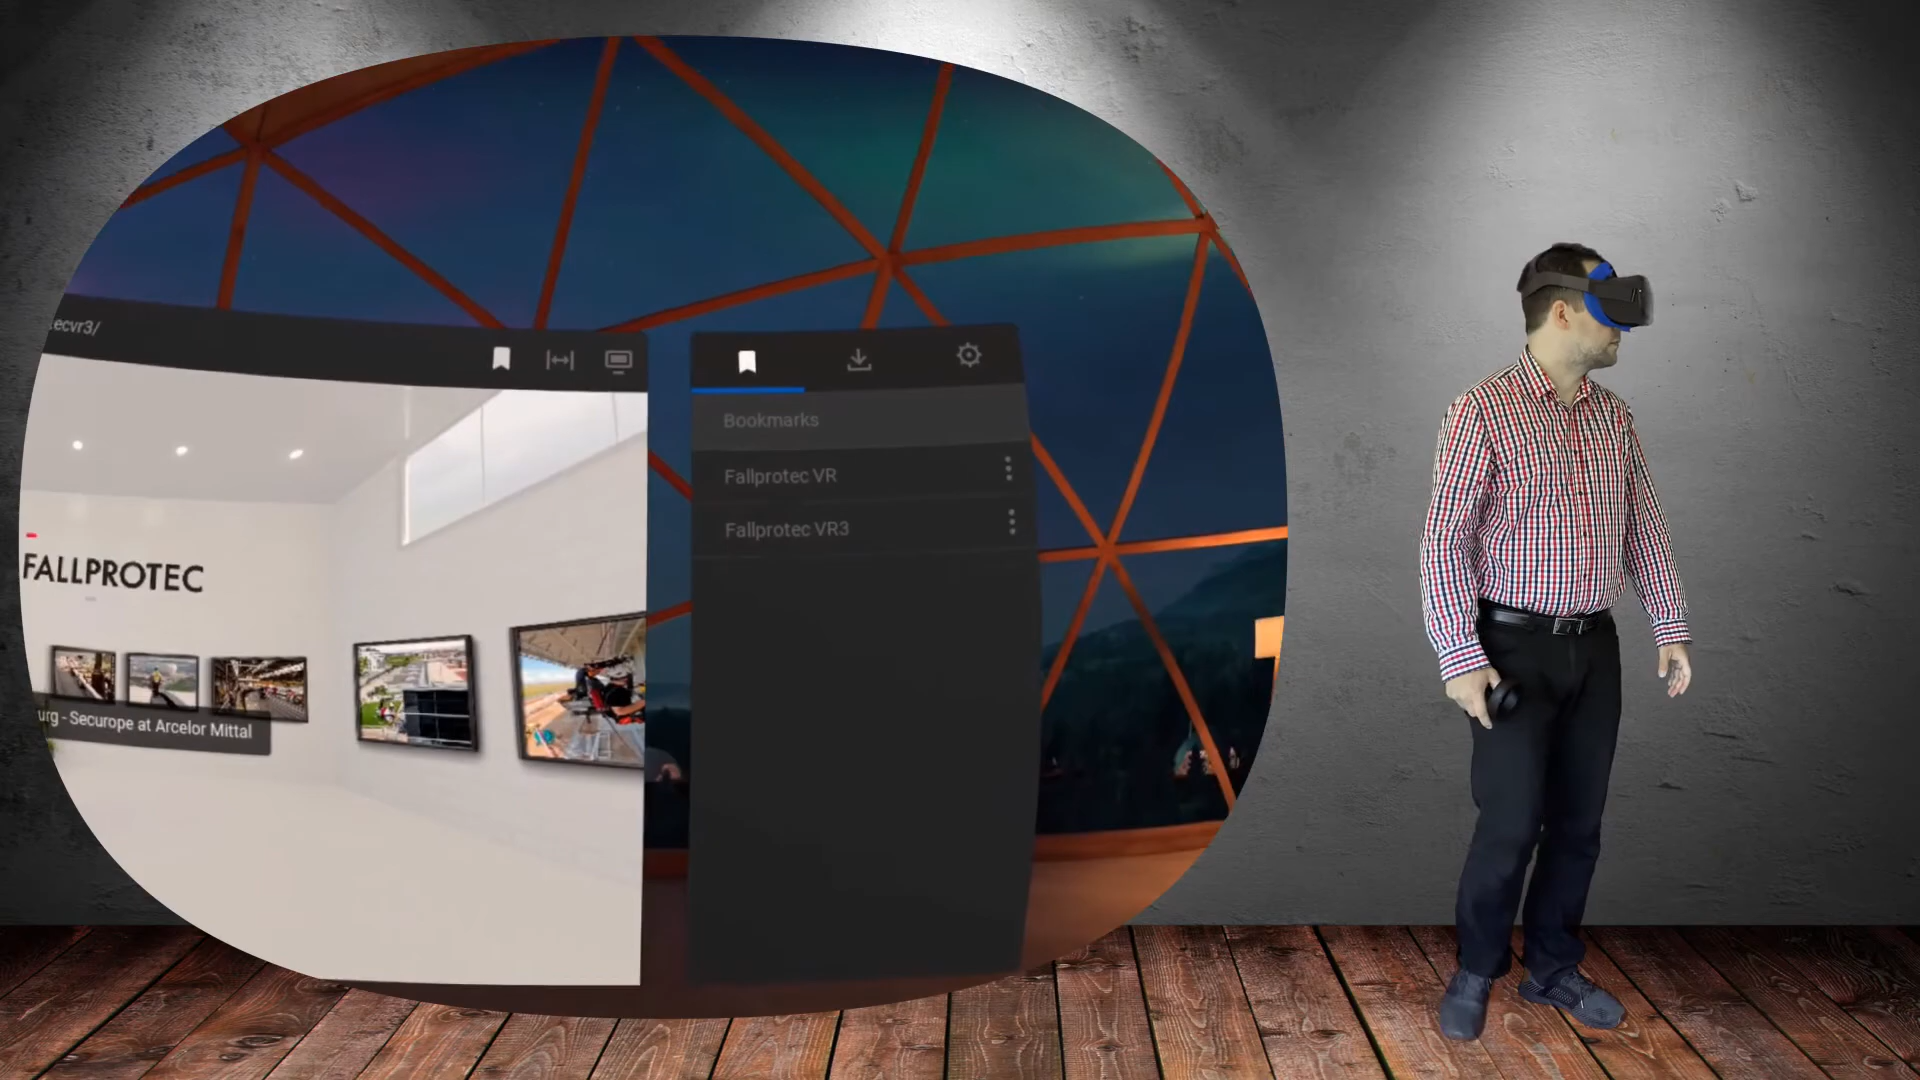 ecvr3/
Bookmarks
Fallprotec VR
Fallprotec VR3
FALLPROTEC
urg - Securope at Arcelor Mittal